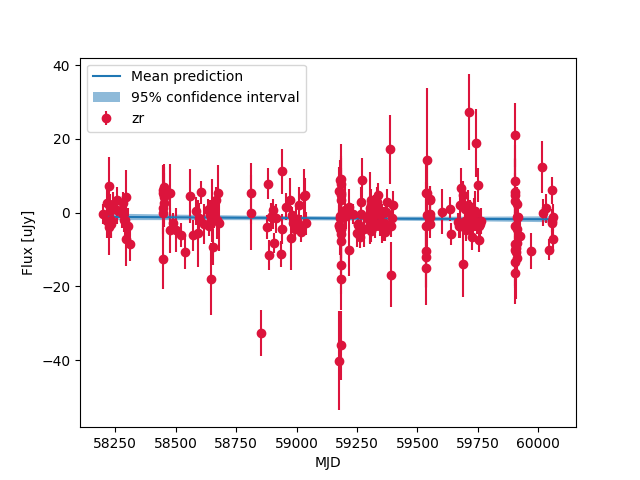 Mean prediction
95% confidence interval
zr
Flux [uJy]
40
20
0
−20
−40
58250 58500 58750 59000 59250 59500 59750 60000
MJD